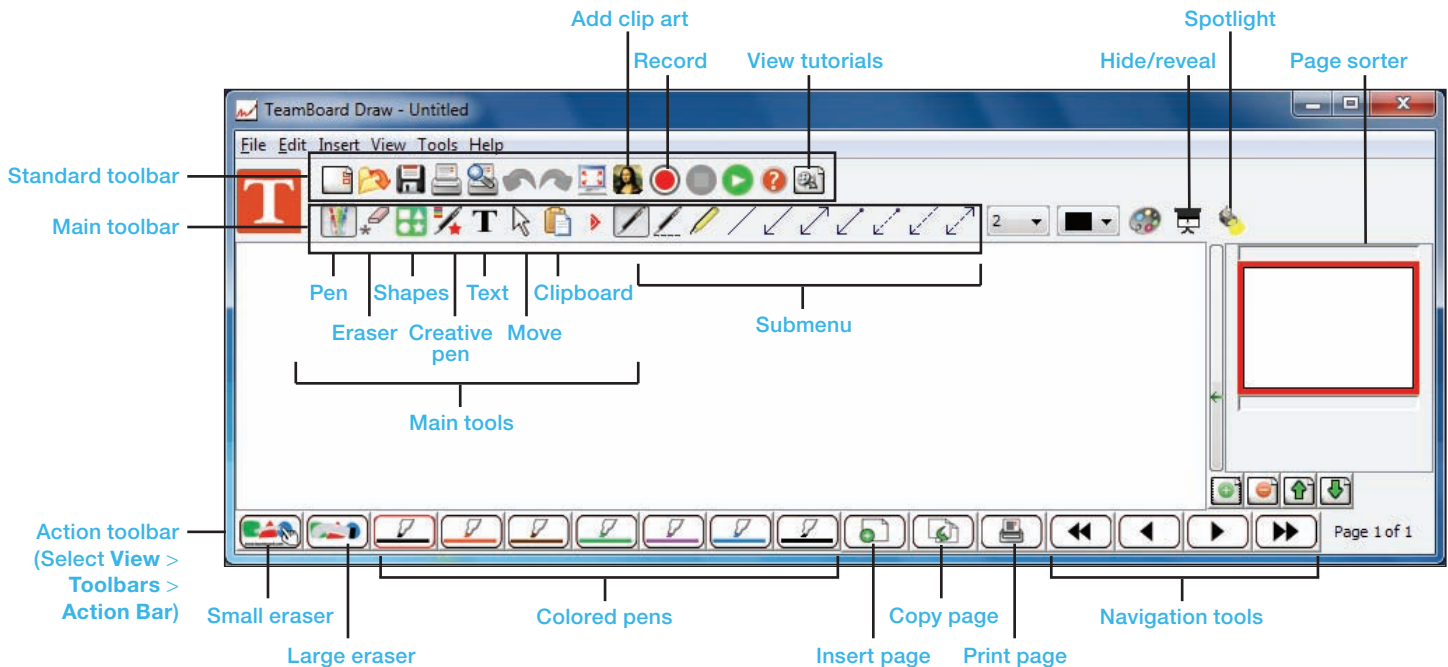 Add clip art
Spotlight
Record
View tutorials
Hide/reveal
Page sorter
TeamBoard Draw - Untitled
File Edit Insert View Tools Help
Standard toolbar
T
Main toolbar
T
2
Pen
Shapes
Text
Clipboard
Eraser
Creative
pen
Move
Submenu
Main tools
Action toolbar
(Select View >
Toolbars >
Action Bar)
Page 1 of 1
Small eraser
Colored pens
Copy page
Navigation tools
Large eraser
Insert page
Print page